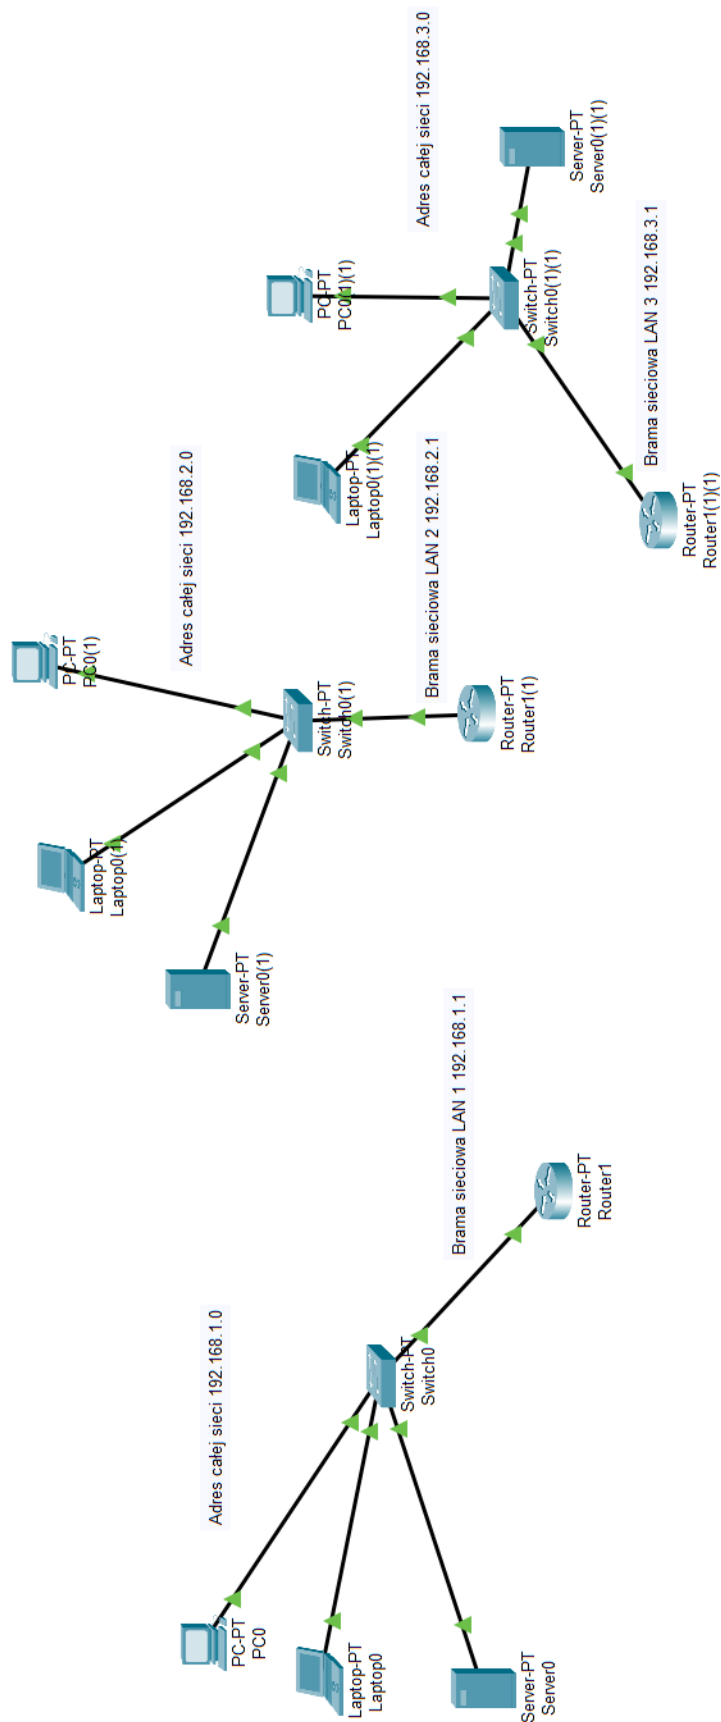 Adres całej sieci 192.168.1.0
PC-PT
PC0
Laptop-PT
Laptop0
Server-PT
Server0
Switch-PT
Switch0
Brama sieciowa LAN 1 192.168.1.1
Router-PT
Router1
Adres całej sieci 192.168.2.0
PC-PT
PC0(1)
Laptop-PT
Laptop0(1)
Server-PT
Server0(1)
Switch-PT
Switch0(1)
Brama sieciowa LAN 2 192.168.2.1
Router-PT
Router1(1)
Adres całej sieci 192.168.3.0
PC-PT
PC0(1)(1)
Laptop-PT
Laptop0(1)(1)
Server-PT
Server0(1)(1)
Switch-PT
Switch0(1)(1)
Brama sieciowa LAN 3 192.168.3.1
Router-PT
Router1(1)(1)